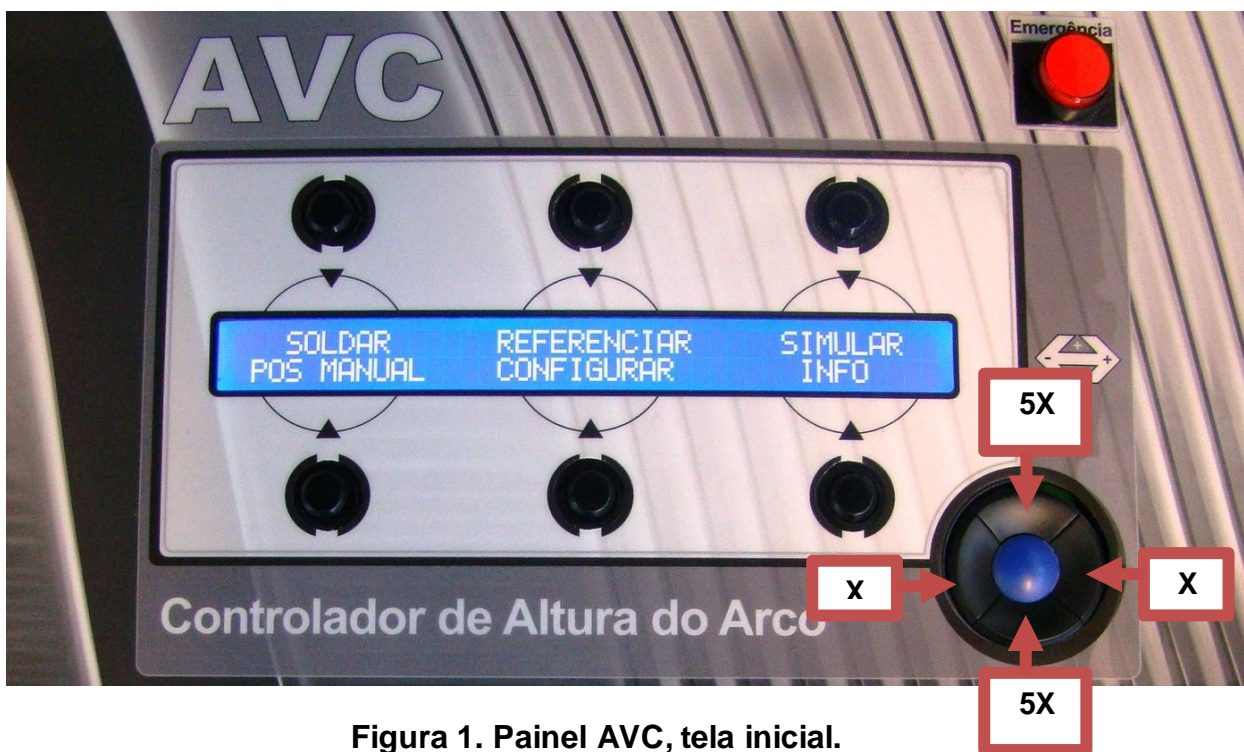 AVC
Emergência
SOLDAR REFERENCIAR SIMULAR
POS MANUAL CONFIGURAR INFO
- + +
5X
X X
Controlador de Altura do Arco
5X
Figura 1. Painel AVC, tela inicial.